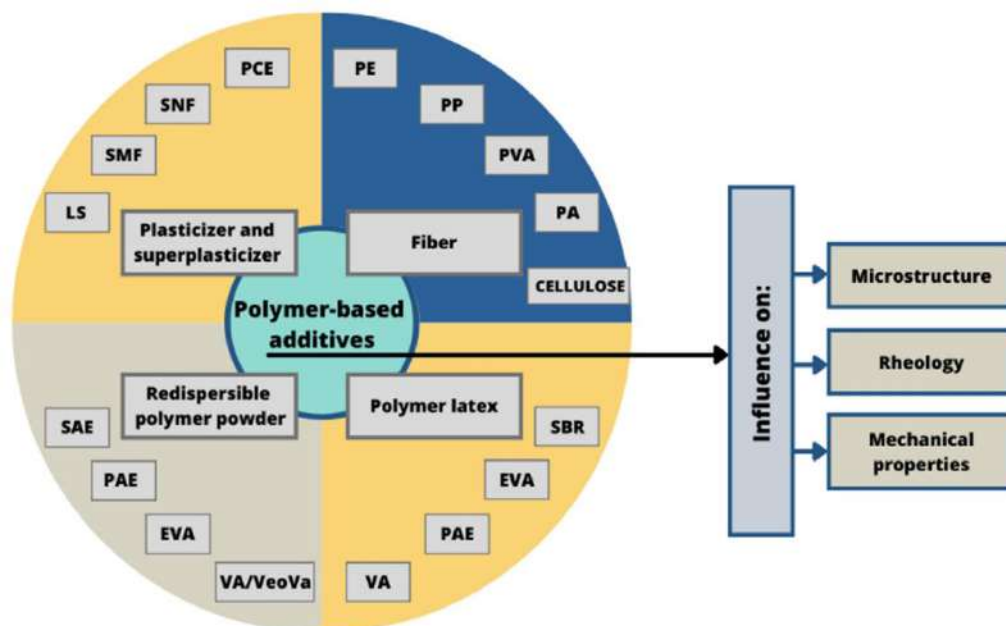 PCE
SNF
SMF
LS
Plasticizer and
superplasticizer
PE
PP
PVA
PA
CELLULOSE
Fiber
Polymer-based
additives
Redispersible
polymer powder
SAE
PAE
EVA
VA/VeoVa
Polymer latex
SBR
EVA
PAE
VA
Influence on:
Microstructure
Rheology
Mechanical
properties